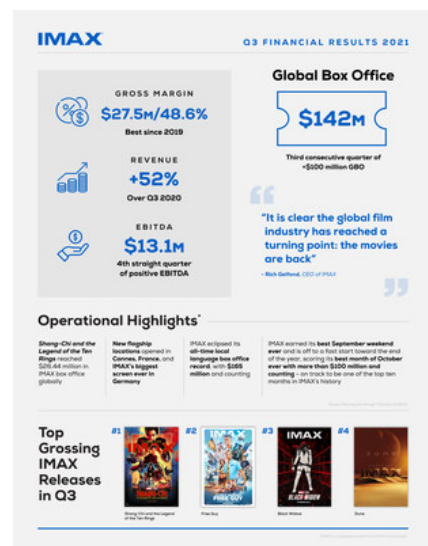 IMAX
Q3 FINANCIAL RESULTS 2021
GROSS MARGIN
$27.5M/48.6%
Best since 2019
REVENUE
+52%
Over Q3 2020
EBITDA
$13.1M
4th straight quarter
of positive EBITDA
Global Box Office
$142M
Third consecutive quarter of
+$100 million GBO
"It is clear the global film
industry has reached a
turning point: the movies
are back"
- Rich Gelfond, CEO of IMAX
Operational Highlights*
Shang-Chi and the
Legend of the Ten
Rings reached
$26.44 million in
IMAX box office
globally
New flagship
locations opened in
Cannes, France, and
IMAX's biggest
screen ever in
Germany
IMAX eclipsed its
all-time local
language box office
record, with $165
million and counting
IMAX earned its best September weekend
ever and is off to a fast start toward the end
of the year, scoring its best month of October
ever with more than $100 million and
counting – on track to be one of the top ten
months in IMAX's history
Top
Grossing
IMAX
Releases
in Q3
#1
SHANG-CHI
Shang-Chi and the Legend
of the Ten Rings
#2
IMAX
FREE GUY
Free Guy
#3
IMAX
BLACK WIDOW
Black Widow
#4
IMAX
Dune